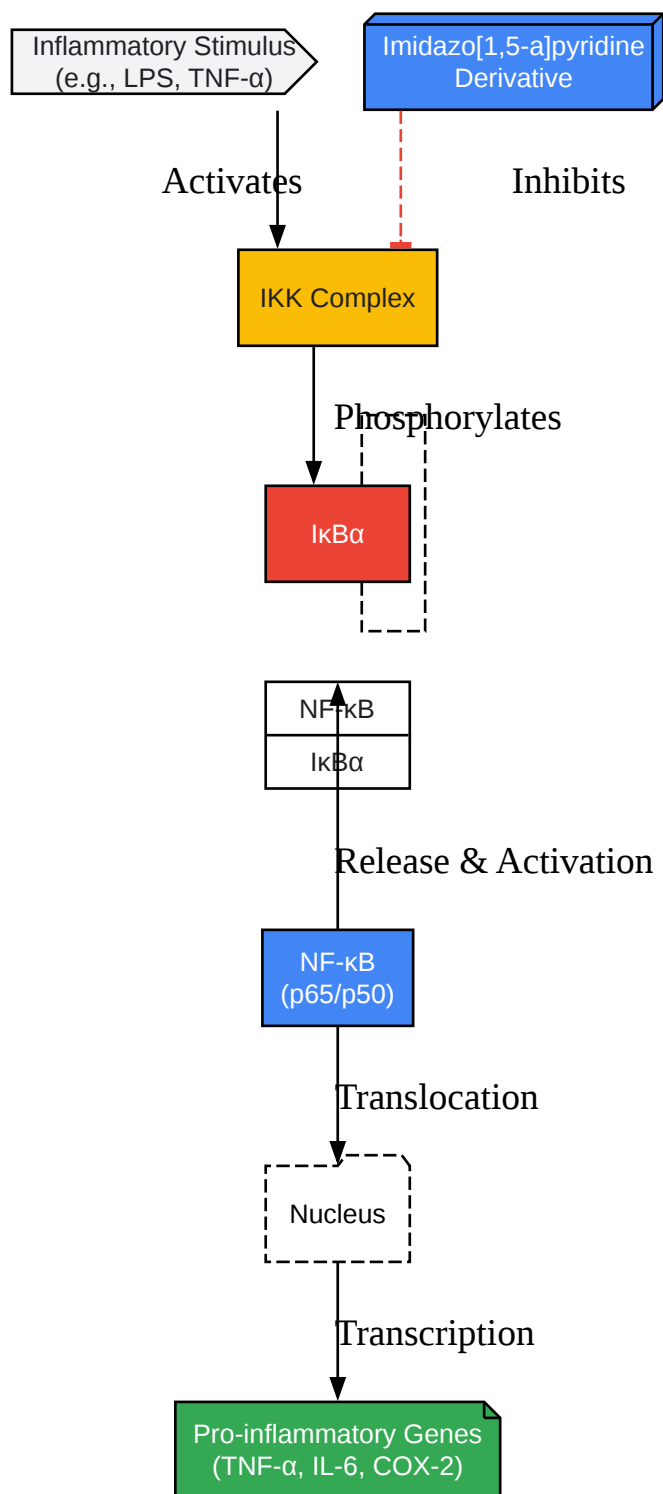 Inflammatory Stimulus
(e.g., LPS, TNF-α)
Imidazo[1,5-a]pyridine
Derivative
Activates
Inhibits
IKK Complex
Phosphorylates
IκBα
NF-κB
IκBα
Release & Activation
NF-κB
(p65/p50)
Translocation
Nucleus
Transcription
Pro-inflammatory Genes
(TNF-α, IL-6, COX-2)